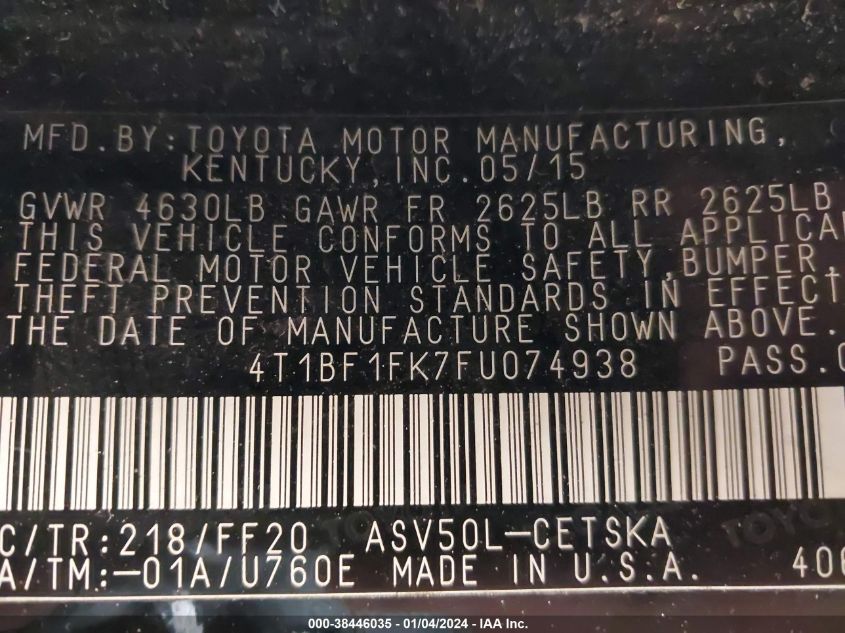 MFD.BY:TOYOTA MOTOR MANUFACTURING,
KENTUCKY,INC.05/15
GVWR 4630LB GAWR FR 2625LB RR 2625LB
THIS VEHICLE CONFORMS TO ALL APPLICA
FEDERAL MOTOR VEHICLE SAFETY,BUMPER,
THEFT PREVENTION STANDARDS IN EFFECT
THE DATE OF MANUFACTURE SHOWN ABOVE.
4T1BF1FK7FU074938 PASS.C
C/TR:218/FF20 ASV50L-CETSKA
A/TM:-01A/U760E MADE IN U.S.A. 406
000-38446035 - 01/04/2024 - IAA Inc.